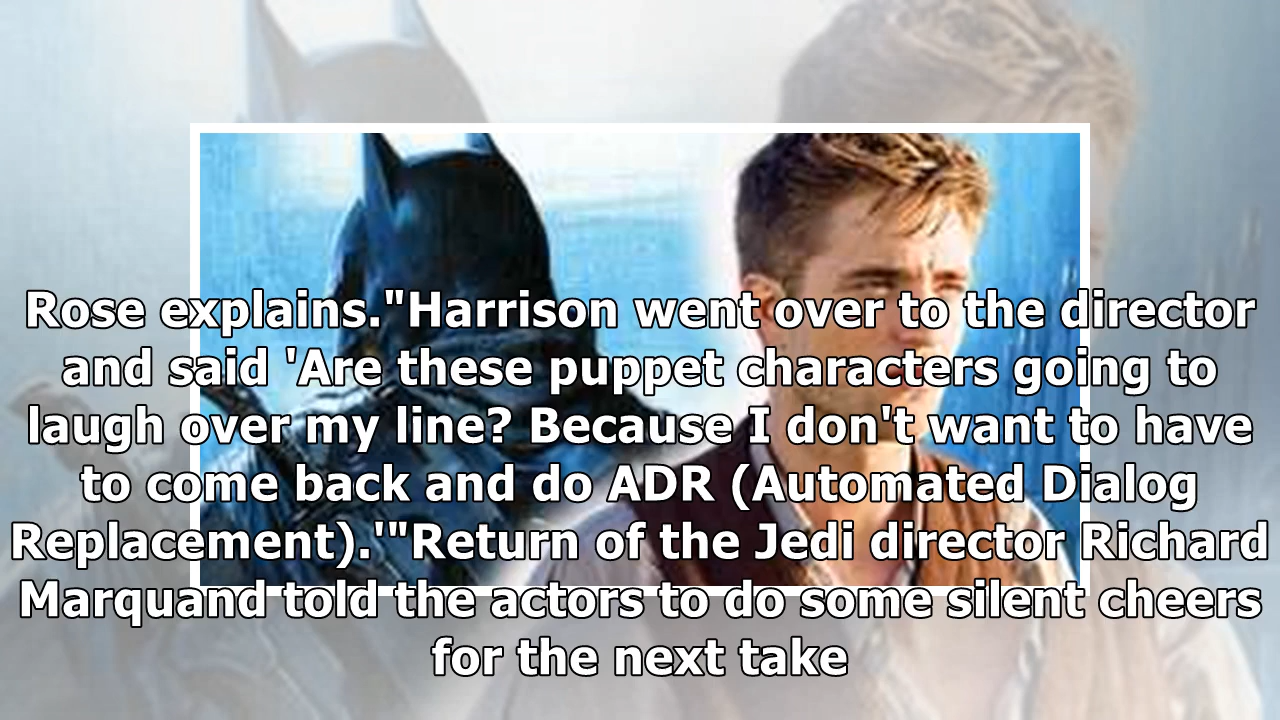 Rose explains."Harrison went over to the director
and said 'Are these puppet characters going to
laugh over my line? Because I don't want to have
to come back and do ADR (Automated Dialog
Replacement).'"Return of the Jedi director Richard
Marquand told the actors to do some silent cheers
for the next take